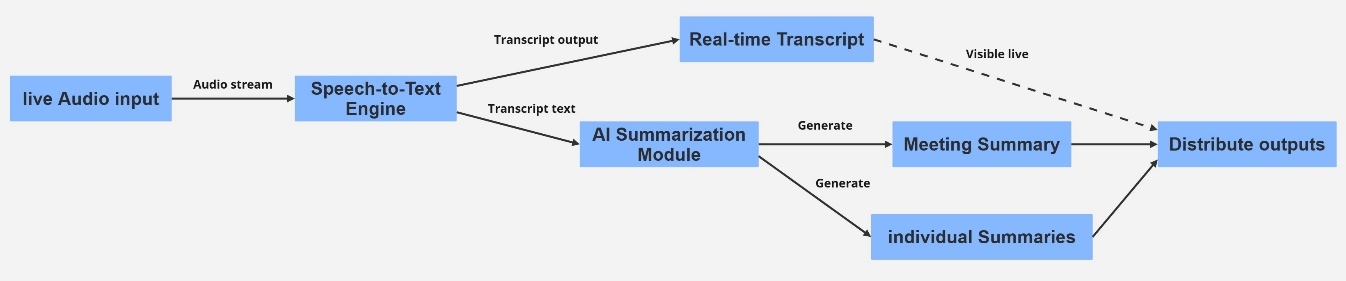 live Audio input
Audio stream
Speech-to-Text
Engine
Transcript output
Real-time Transcript
Visible live
Transcript text
AI Summarization
Module
Generate
Meeting Summary
Generate
individual Summaries
Distribute outputs